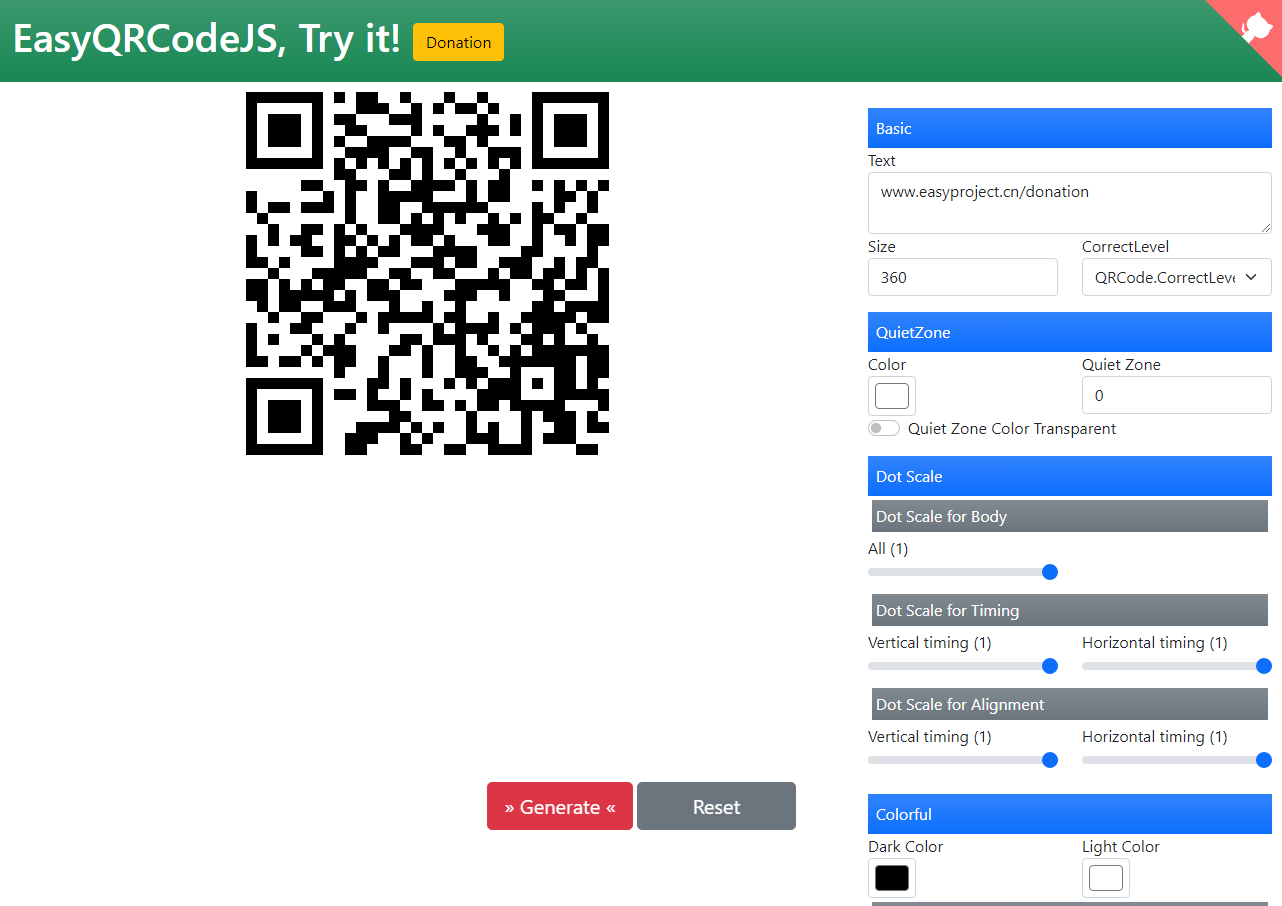 EasyQRCodeJS, Try it! Donation
Basic
Text
www.easyproject.cn/donation
Size CorrectLevel
360 QRCode.CorrectLeve
QuietZone
Color Quiet Zone
0
Quiet Zone Color Transparent
Dot Scale
Dot Scale for Body
All (1)
Dot Scale for Timing
Vertical timing (1) Horizontal timing (1)
Dot Scale for Alignment
Vertical timing (1) Horizontal timing (1)
» Generate « Reset
Colorful
Dark Color Light Color